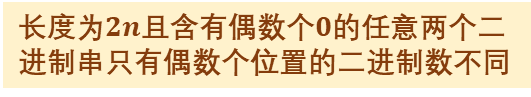 长度为2n且含有偶数个0的任意两个二
进制串只有偶数个位置的二进制数不同